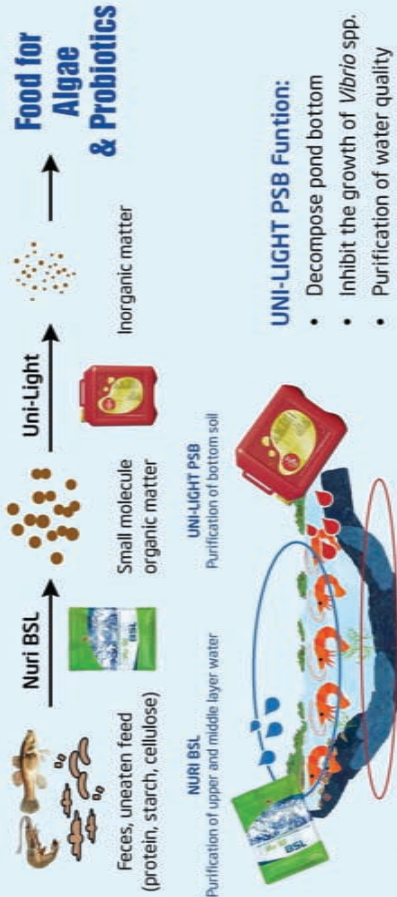 Nuri BSL
Uni-Light
Food for
Algae
& Probiotics
Feces, uneaten feed
(protein, starch, cellulose)
Small molecule
organic matter
Inorganic matter
NURI BSL
Purification of upper and middle layer water
UNI-LIGHT PSB
Purification of bottom soil
BSL
UNI-LIGHT PSB Funtion:
• Decompose pond bottom
• Inhibit the growth of Vibrio spp.
• Purification of water quality